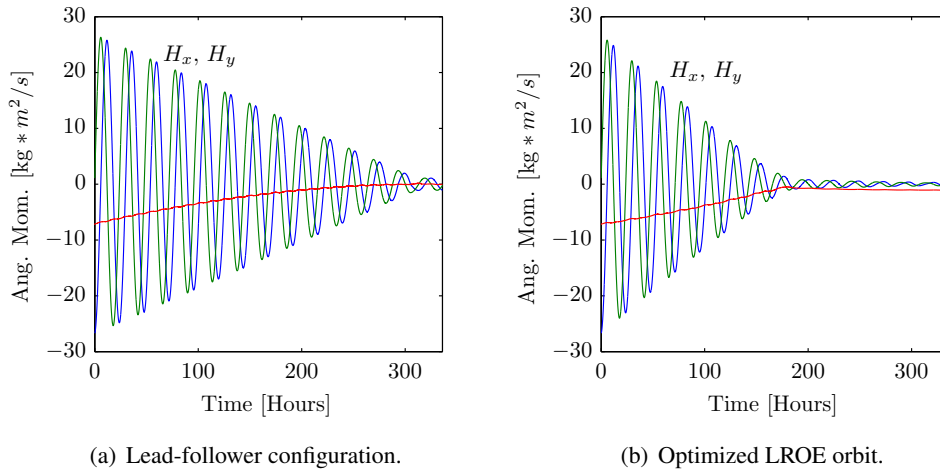 30
20
10
0
−10
−20
−30
Ang. Mom. [kg ∗ m²/s]
H_x, H_y
0 100 200 300
Time [Hours]
(a) Lead-follower configuration.
30
20
10
0
−10
−20
−30
Ang. Mom. [kg ∗ m²/s]
H_x, H_y
0 100 200 300
Time [Hours]
(b) Optimized LROE orbit.